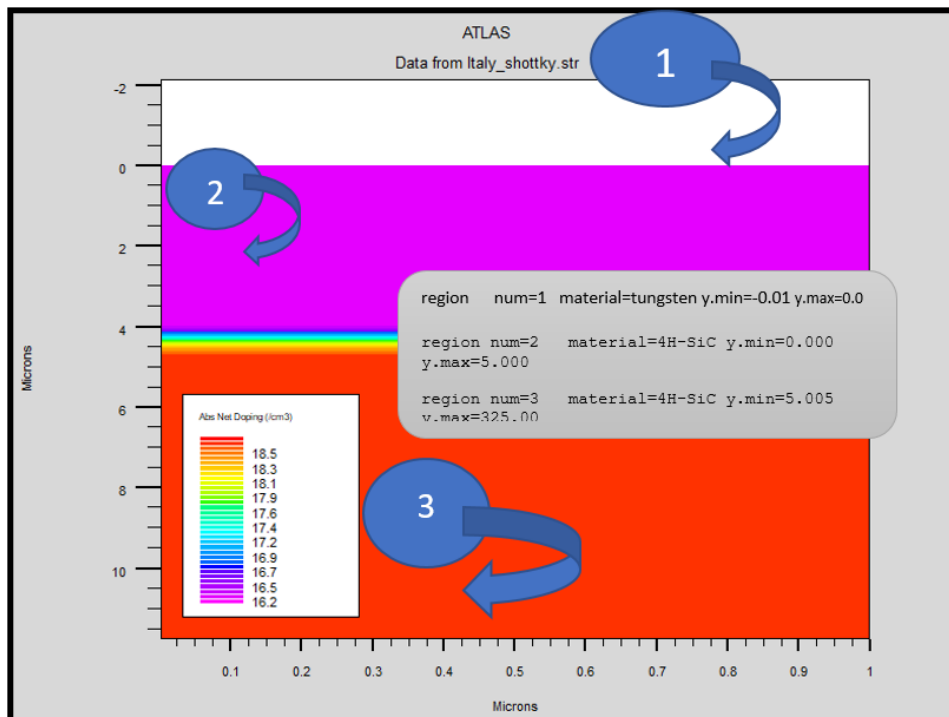 ATLAS
Data from Italy_shottky.str
1
2
3
-2
0
2
4
6
8
10
Microns
region num=1 material=tungsten y.min=-0.01 y.max=0.0
region num=2 material=4H-SiC y.min=0.000
y.max=5.000
region num=3 material=4H-SiC y.min=5.005
y.max=325.00
Abs Net Doping (/cm3)
18.5
18.3
18.1
17.9
17.6
17.4
17.2
16.9
16.7
16.5
16.2
0.1 0.2 0.3 0.4 0.5 0.6 0.7 0.8 0.9 1
Microns